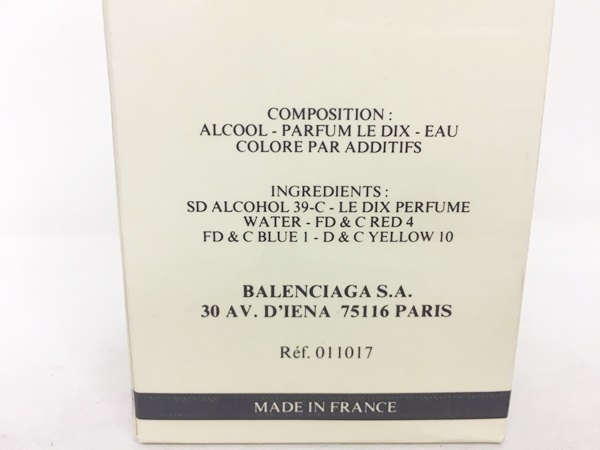 COMPOSITION :
ALCOOL - PARFUM LE DIX - EAU
COLORE PAR ADDITIFS
INGREDIENTS :
SD ALCOHOL 39-C - LE DIX PERFUME
WATER - FD & C RED 4
FD & C BLUE 1 - D & C YELLOW 10
BALENCIAGA S.A.
30 AV. D'IENA 75116 PARIS
Réf. 011017
MADE IN FRANCE